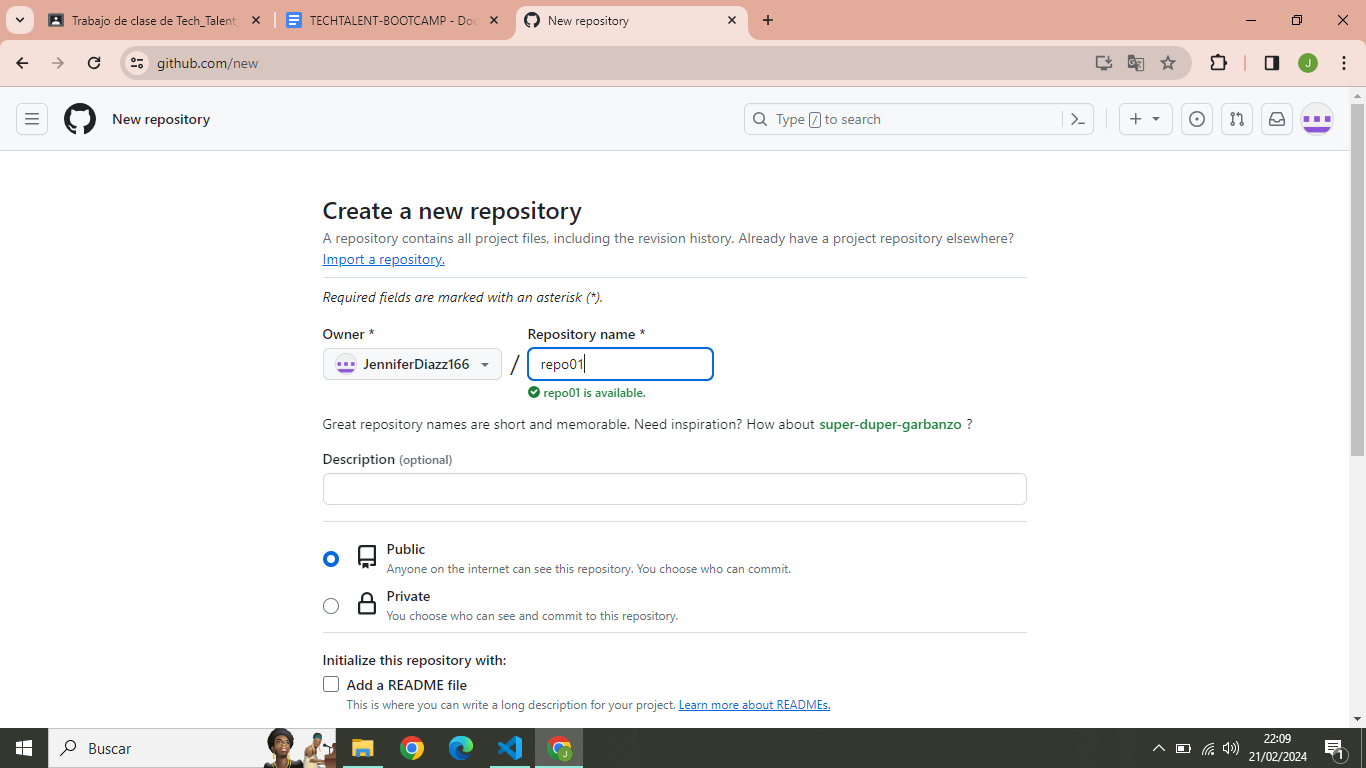 Trabajo de clase de Tech_Talent
TECHTALENT-BOOTCAMP - Doc
New repository
github.com/new
J
New repository
Type / to search
Create a new repository
A repository contains all project files, including the revision history. Already have a project repository elsewhere?
Import a repository.
Required fields are marked with an asterisk (*).
Owner *
Repository name *
JenniferDiazz166
/
repo01
repo01 is available.
Great repository names are short and memorable. Need inspiration? How about super-duper-garbanzo ?
Description (optional)
Public
Anyone on the internet can see this repository. You choose who can commit.
Private
You choose who can see and commit to this repository.
Initialize this repository with:
Add a README file
This is where you can write a long description for your project. Learn more about READMEs.
Buscar
J
22:09
21/02/2024
1